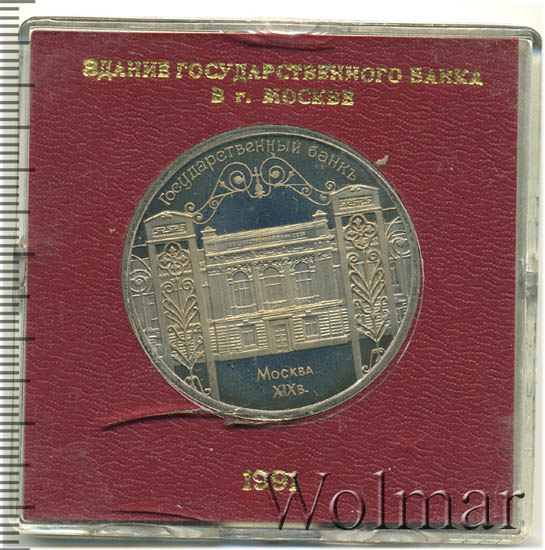 ЗДАНИЕ ГОСУДАРСТВЕННОГО БАНКА
В г. МОСКВЕ
Государственный банкъ
Москва
XIXв.
1991
Wolmar